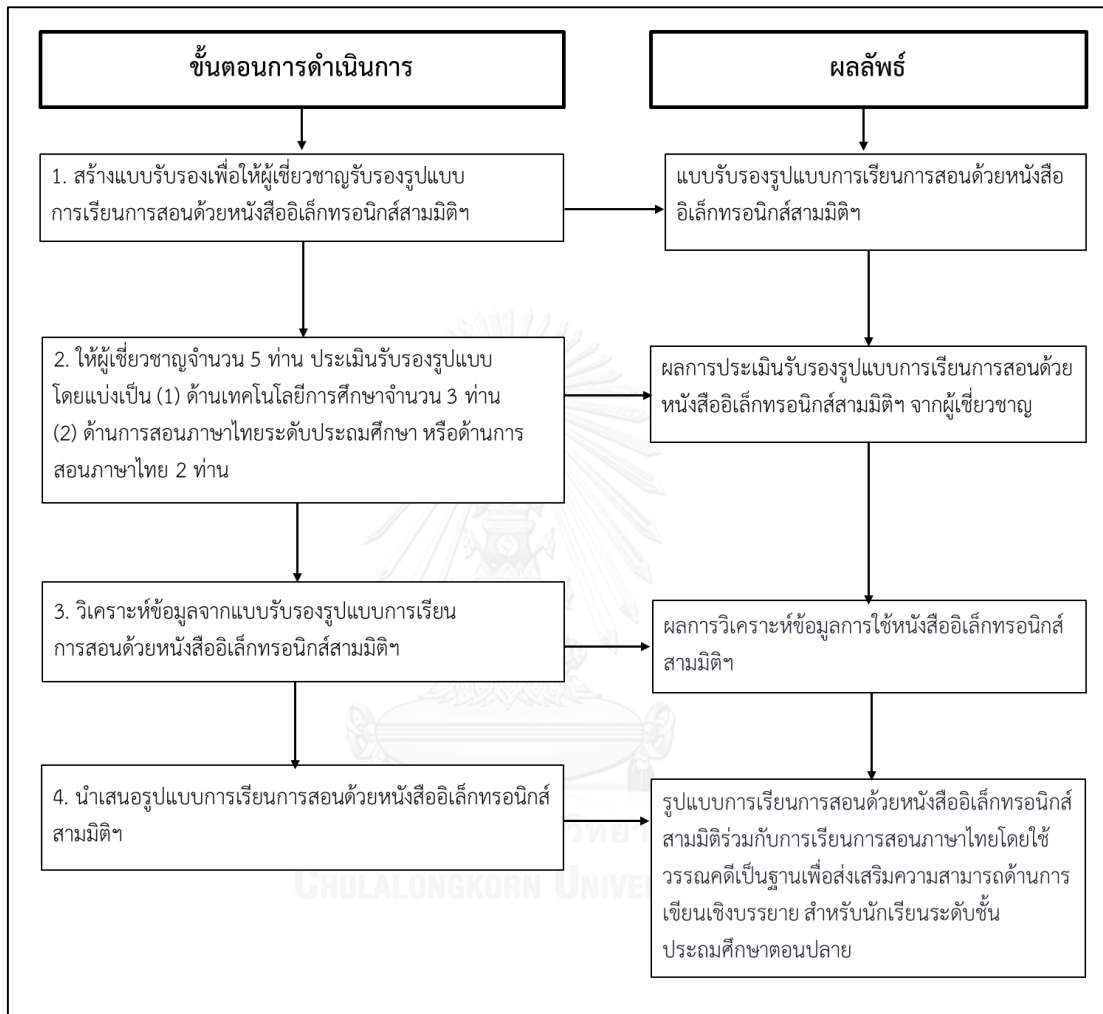 ขั้นตอนการดำเนินการ
ผลลัพธ์
1. สร้างแบบรับรองเพื่อให้ผู้เชี่ยวชาญรับรองรูปแบบ
การเรียนการสอนด้วยหนังสืออิเล็กทรอนิกส์สามมิติฯ
แบบรับรองรูปแบบการเรียนการสอนด้วยหนังสือ
อิเล็กทรอนิกส์สามมิติฯ
2. ให้ผู้เชี่ยวชาญจำนวน 5 ท่าน ประเมินรับรองรูปแบบ
โดยแบ่งเป็น (1) ด้านเทคโนโลยีการศึกษาจำนวน 3 ท่าน
(2) ด้านการสอนภาษาไทยระดับประถมศึกษา หรือด้านการ
สอนภาษาไทย 2 ท่าน
ผลการประเมินรับรองรูปแบบการเรียนการสอนด้วย
หนังสืออิเล็กทรอนิกส์สามมิติฯ จากผู้เชี่ยวชาญ
3. วิเคราะห์ข้อมูลจากแบบรับรองรูปแบบการเรียน
การสอนด้วยหนังสืออิเล็กทรอนิกส์สามมิติฯ
ผลการวิเคราะห์ข้อมูลการใช้หนังสืออิเล็กทรอนิกส์
สามมิติฯ
4. นำเสนอรูปแบบการเรียนการสอนด้วยหนังสืออิเล็กทรอนิกส์
สามมิติฯ
รูปแบบการเรียนการสอนด้วยหนังสืออิเล็กทรอนิกส์
สามมิติร่วมกับการเรียนการสอนภาษาไทยโดยใช้
วรรณคดีเป็นฐานเพื่อส่งเสริมความสามารถด้านการ
เขียนเชิงบรรยาย สำหรับนักเรียนระดับชั้น
ประถมศึกษาตอนปลาย
CHULALONGKORN